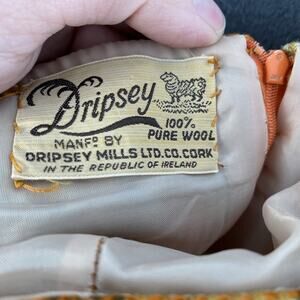 Dripsey
100%
PURE WOOL
MANFD BY
DRIPSEY MILLS LTD. CO. CORK
IN THE REPUBLIC OF IRELAND